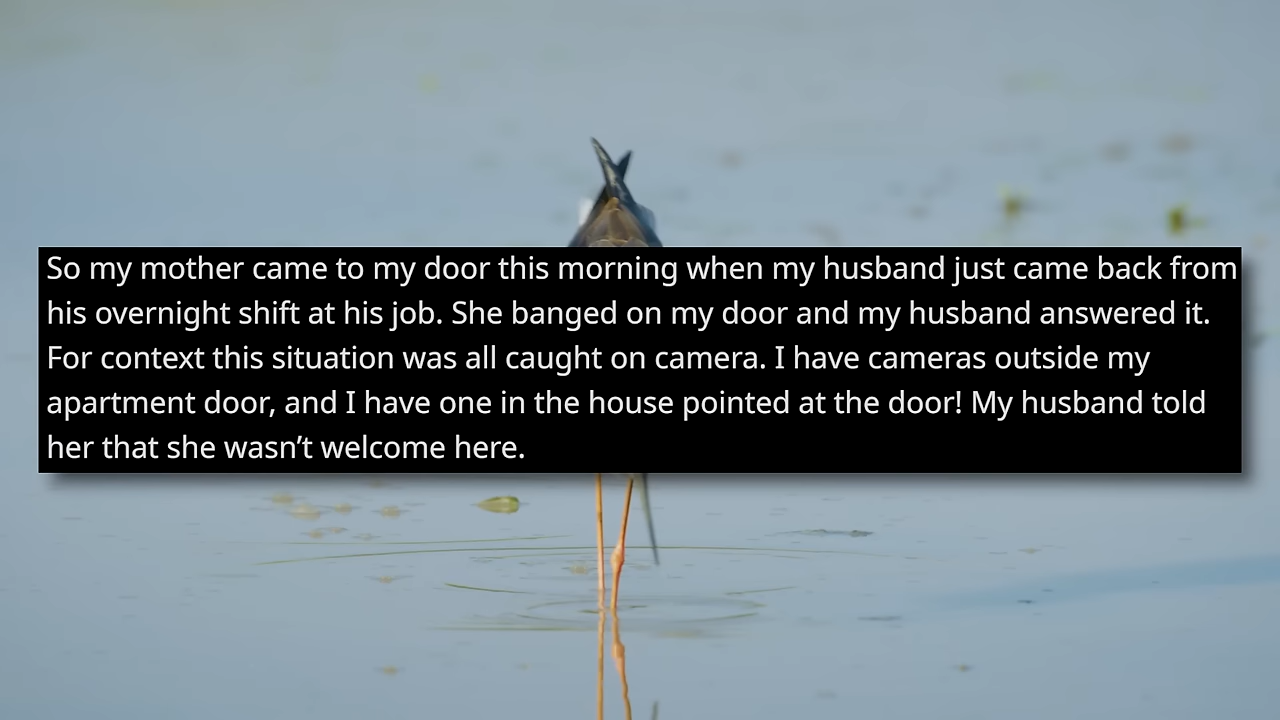 So my mother came to my door this morning when my husband just came back from
his overnight shift at his job. She banged on my door and my husband answered it.
For context this situation was all caught on camera. I have cameras outside my
apartment door, and I have one in the house pointed at the door! My husband told
her that she wasn’t welcome here.